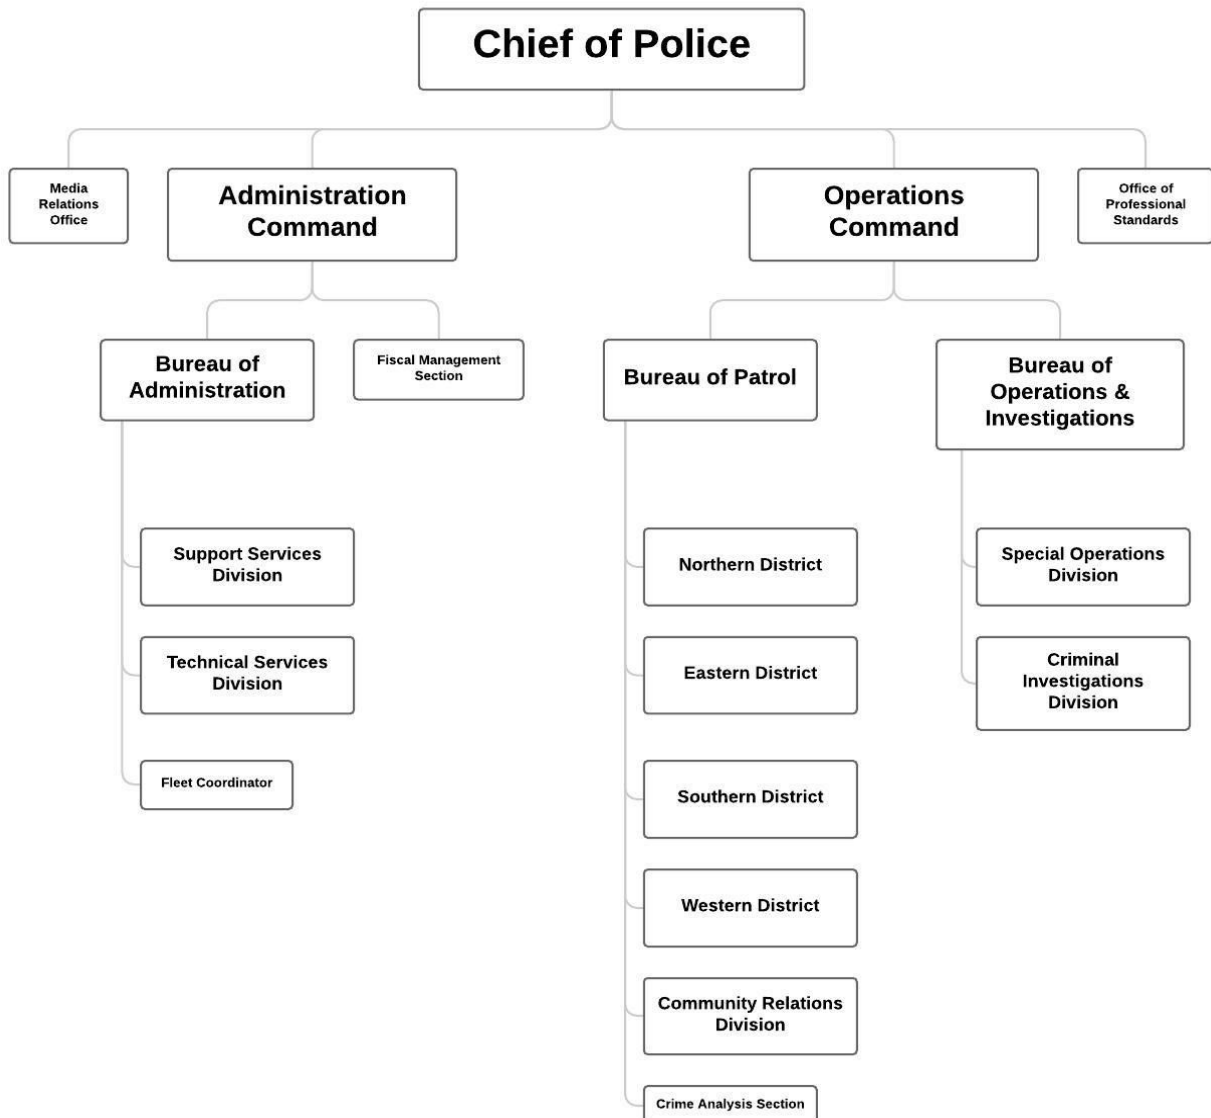 Chief of Police
Media
Relations
Office
Administration
Command
Operations
Command
Office of
Professional
Standards
Bureau of
Administration
Fiscal Management
Section
Bureau of Patrol
Bureau of
Operations &
Investigations
Support Services
Division
Northern District
Special Operations
Division
Technical Services
Division
Eastern District
Criminal
Investigations
Division
Fleet Coordinator
Southern District
Western District
Community Relations
Division
Crime Analysis Section